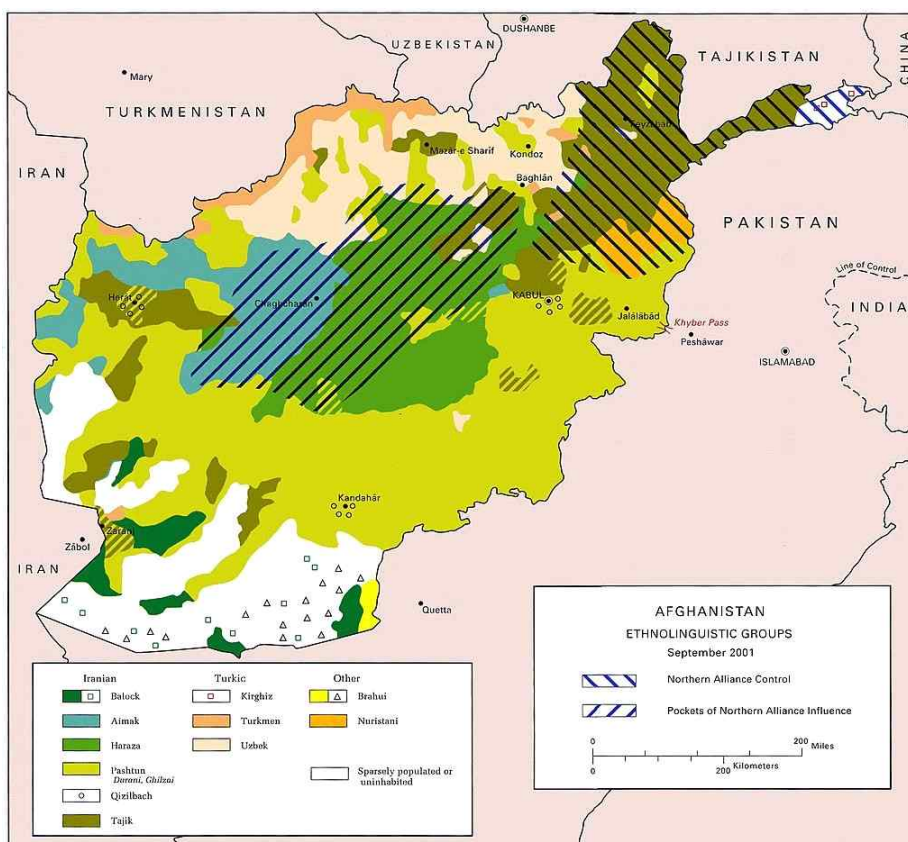 DUSHANBE
UZBEKISTAN
TAJIKISTAN
CHINA
Mary
TURKMENISTAN
Feyzabad
Mazār-e Sharīf
Kondoz
IRAN
Baghlān
PAKISTAN
Line of Control
Herāt
Chaghcharān
KABUL
Jalālābād
INDIA
Khyber Pass
Peshāwar
ISLAMABAD
Kandahār
Zaranj
Zābol
IRAN
Quetta
AFGHANISTAN
ETHNOLINGUISTIC GROUPS
September 2001
Northern Alliance Control
Pockets of Northern Alliance Influence
0 200 Miles
0 200 Kilometers
Iranian
Balock
Aimak
Haraza
Pashtun
Durani, Ghilzai
Qizilbach
Tajik
Turkic
Kirghiz
Turkmen
Uzbek
Other
Brahui
Nuristani
Sparsely populated or
uninhabited